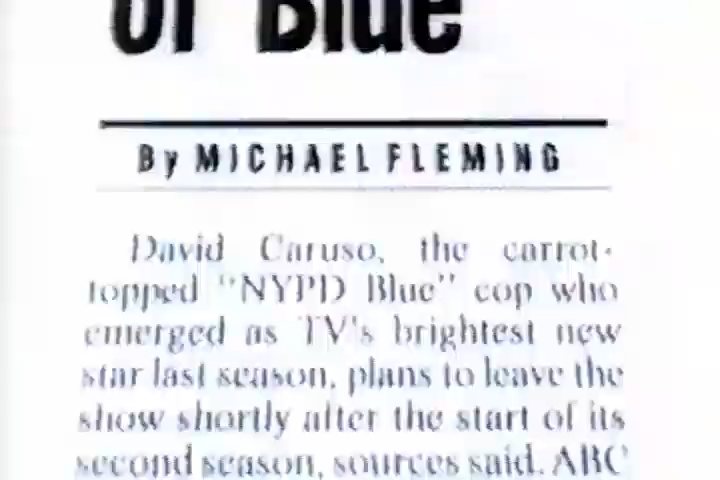 of Blue
By MICHAEL FLEMING
David Caruso, the carrot-
topped "NYPD Blue" cop who
emerged as TV's brightest new
star last season, plans to leave the
show shortly after the start of its
second season, sources said. ABC